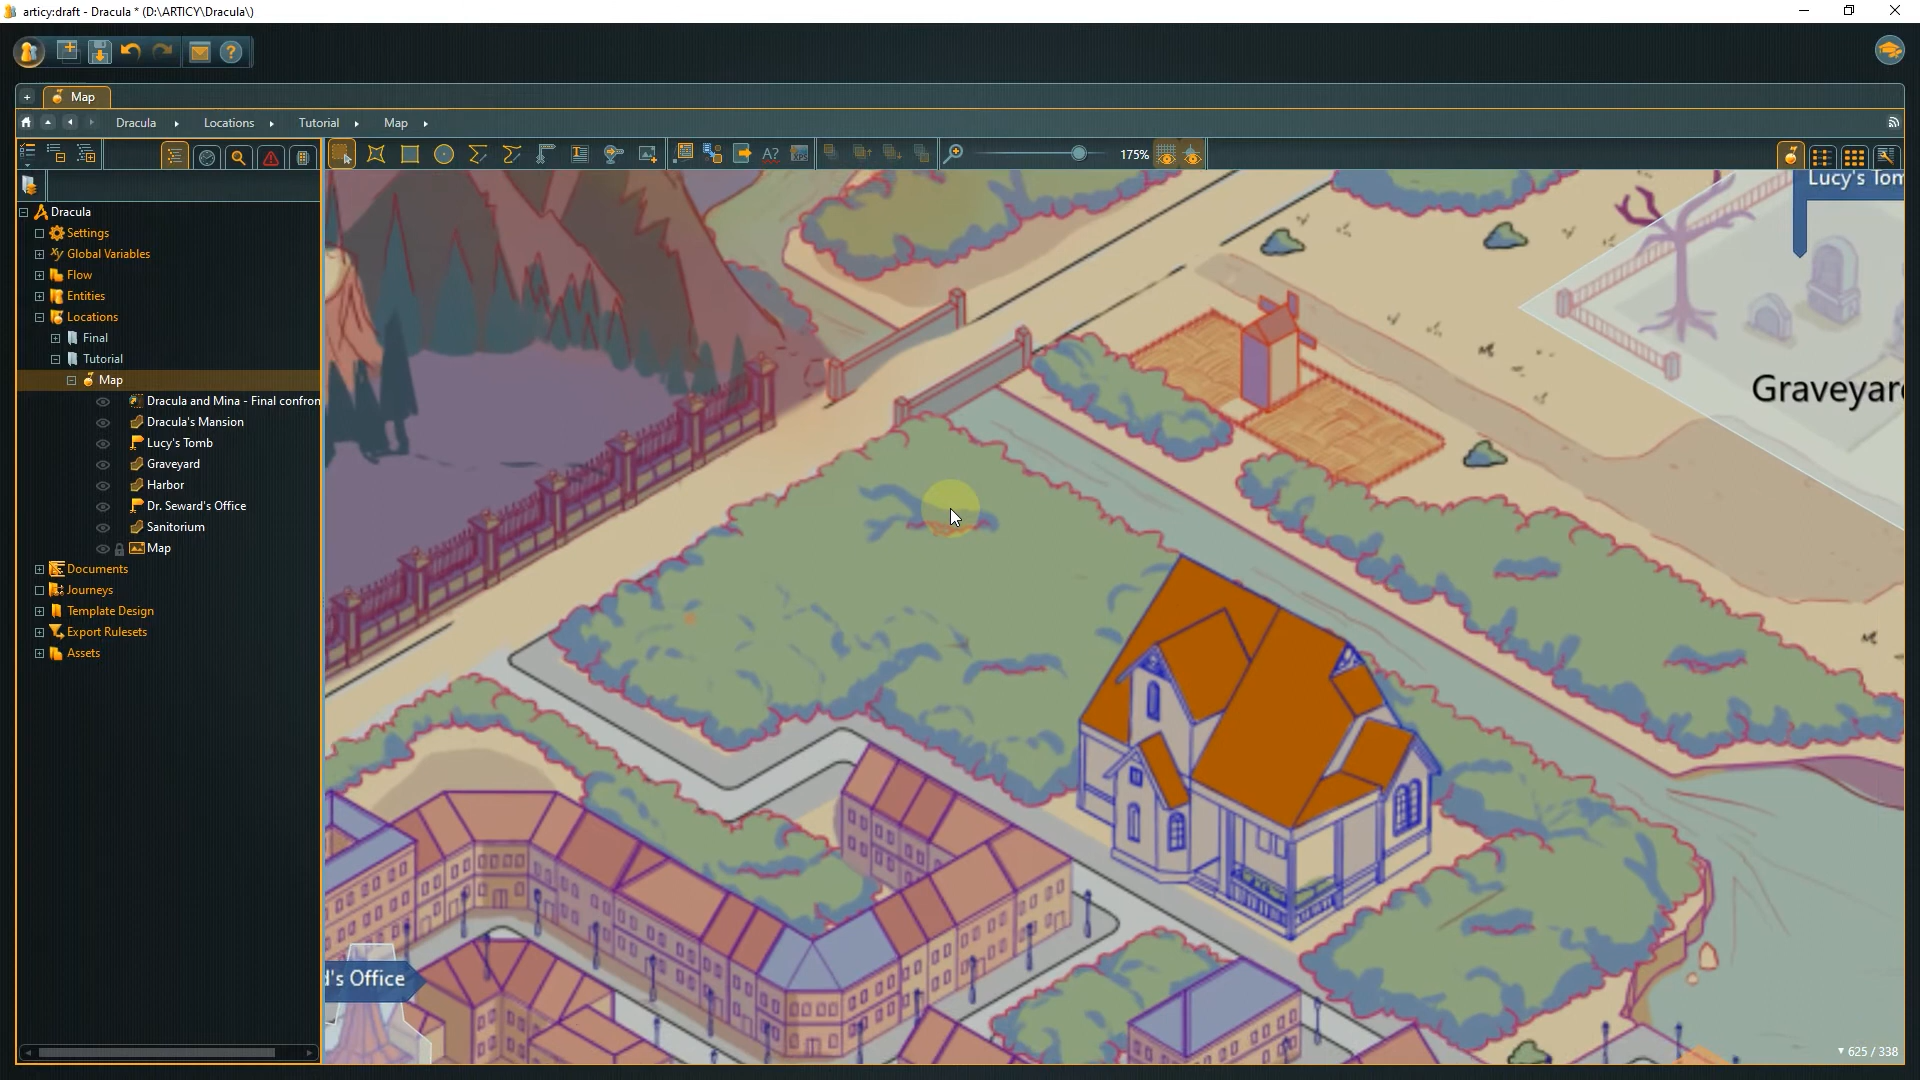 articy:draft - Dracula * (D:\ARTICY\Dracula\)
Map
Dracula
Locations
Tutorial
Map
175%
Dracula
Settings
Global Variables
Flow
Entities
Locations
Final
Tutorial
Map
Dracula and Mina - Final confron
Dracula's Mansion
Lucy's Tomb
Graveyard
Harbor
Dr. Seward's Office
Sanitorium
Map
Documents
Journeys
Template Design
Export Rulesets
Assets
Lucy's Tom
Graveyar
d's Office
625 / 338